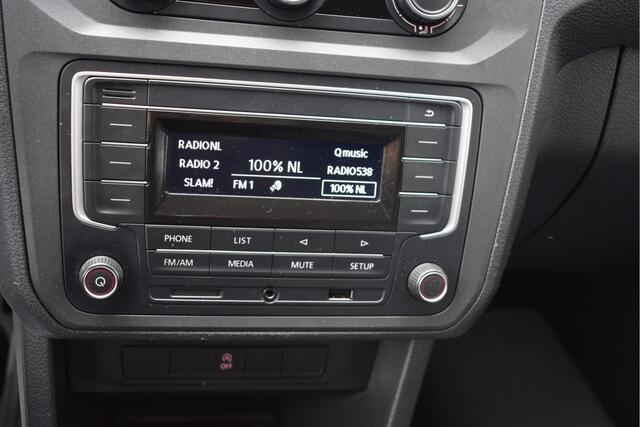 RADIONL
Qmusic
RADIO 2
100% NL
RADIO538
SLAM!
FM 1
100% NL
PHONE
LIST
FM/AM
MEDIA
MUTE
SETUP
OFF